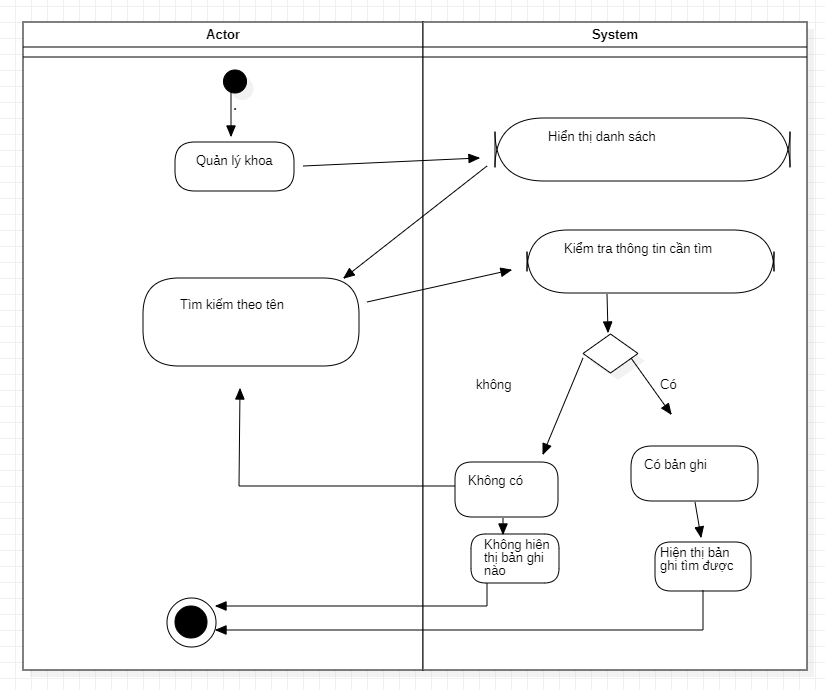 Actor
System
Quản lý khoa
Hiển thị danh sách
Kiểm tra thông tin cần tìm
Tìm kiếm theo tên
không
Có
Không có
Có bản ghi
Không hiên
thị bản ghi
nào
Hiện thị bản
ghi tìm được